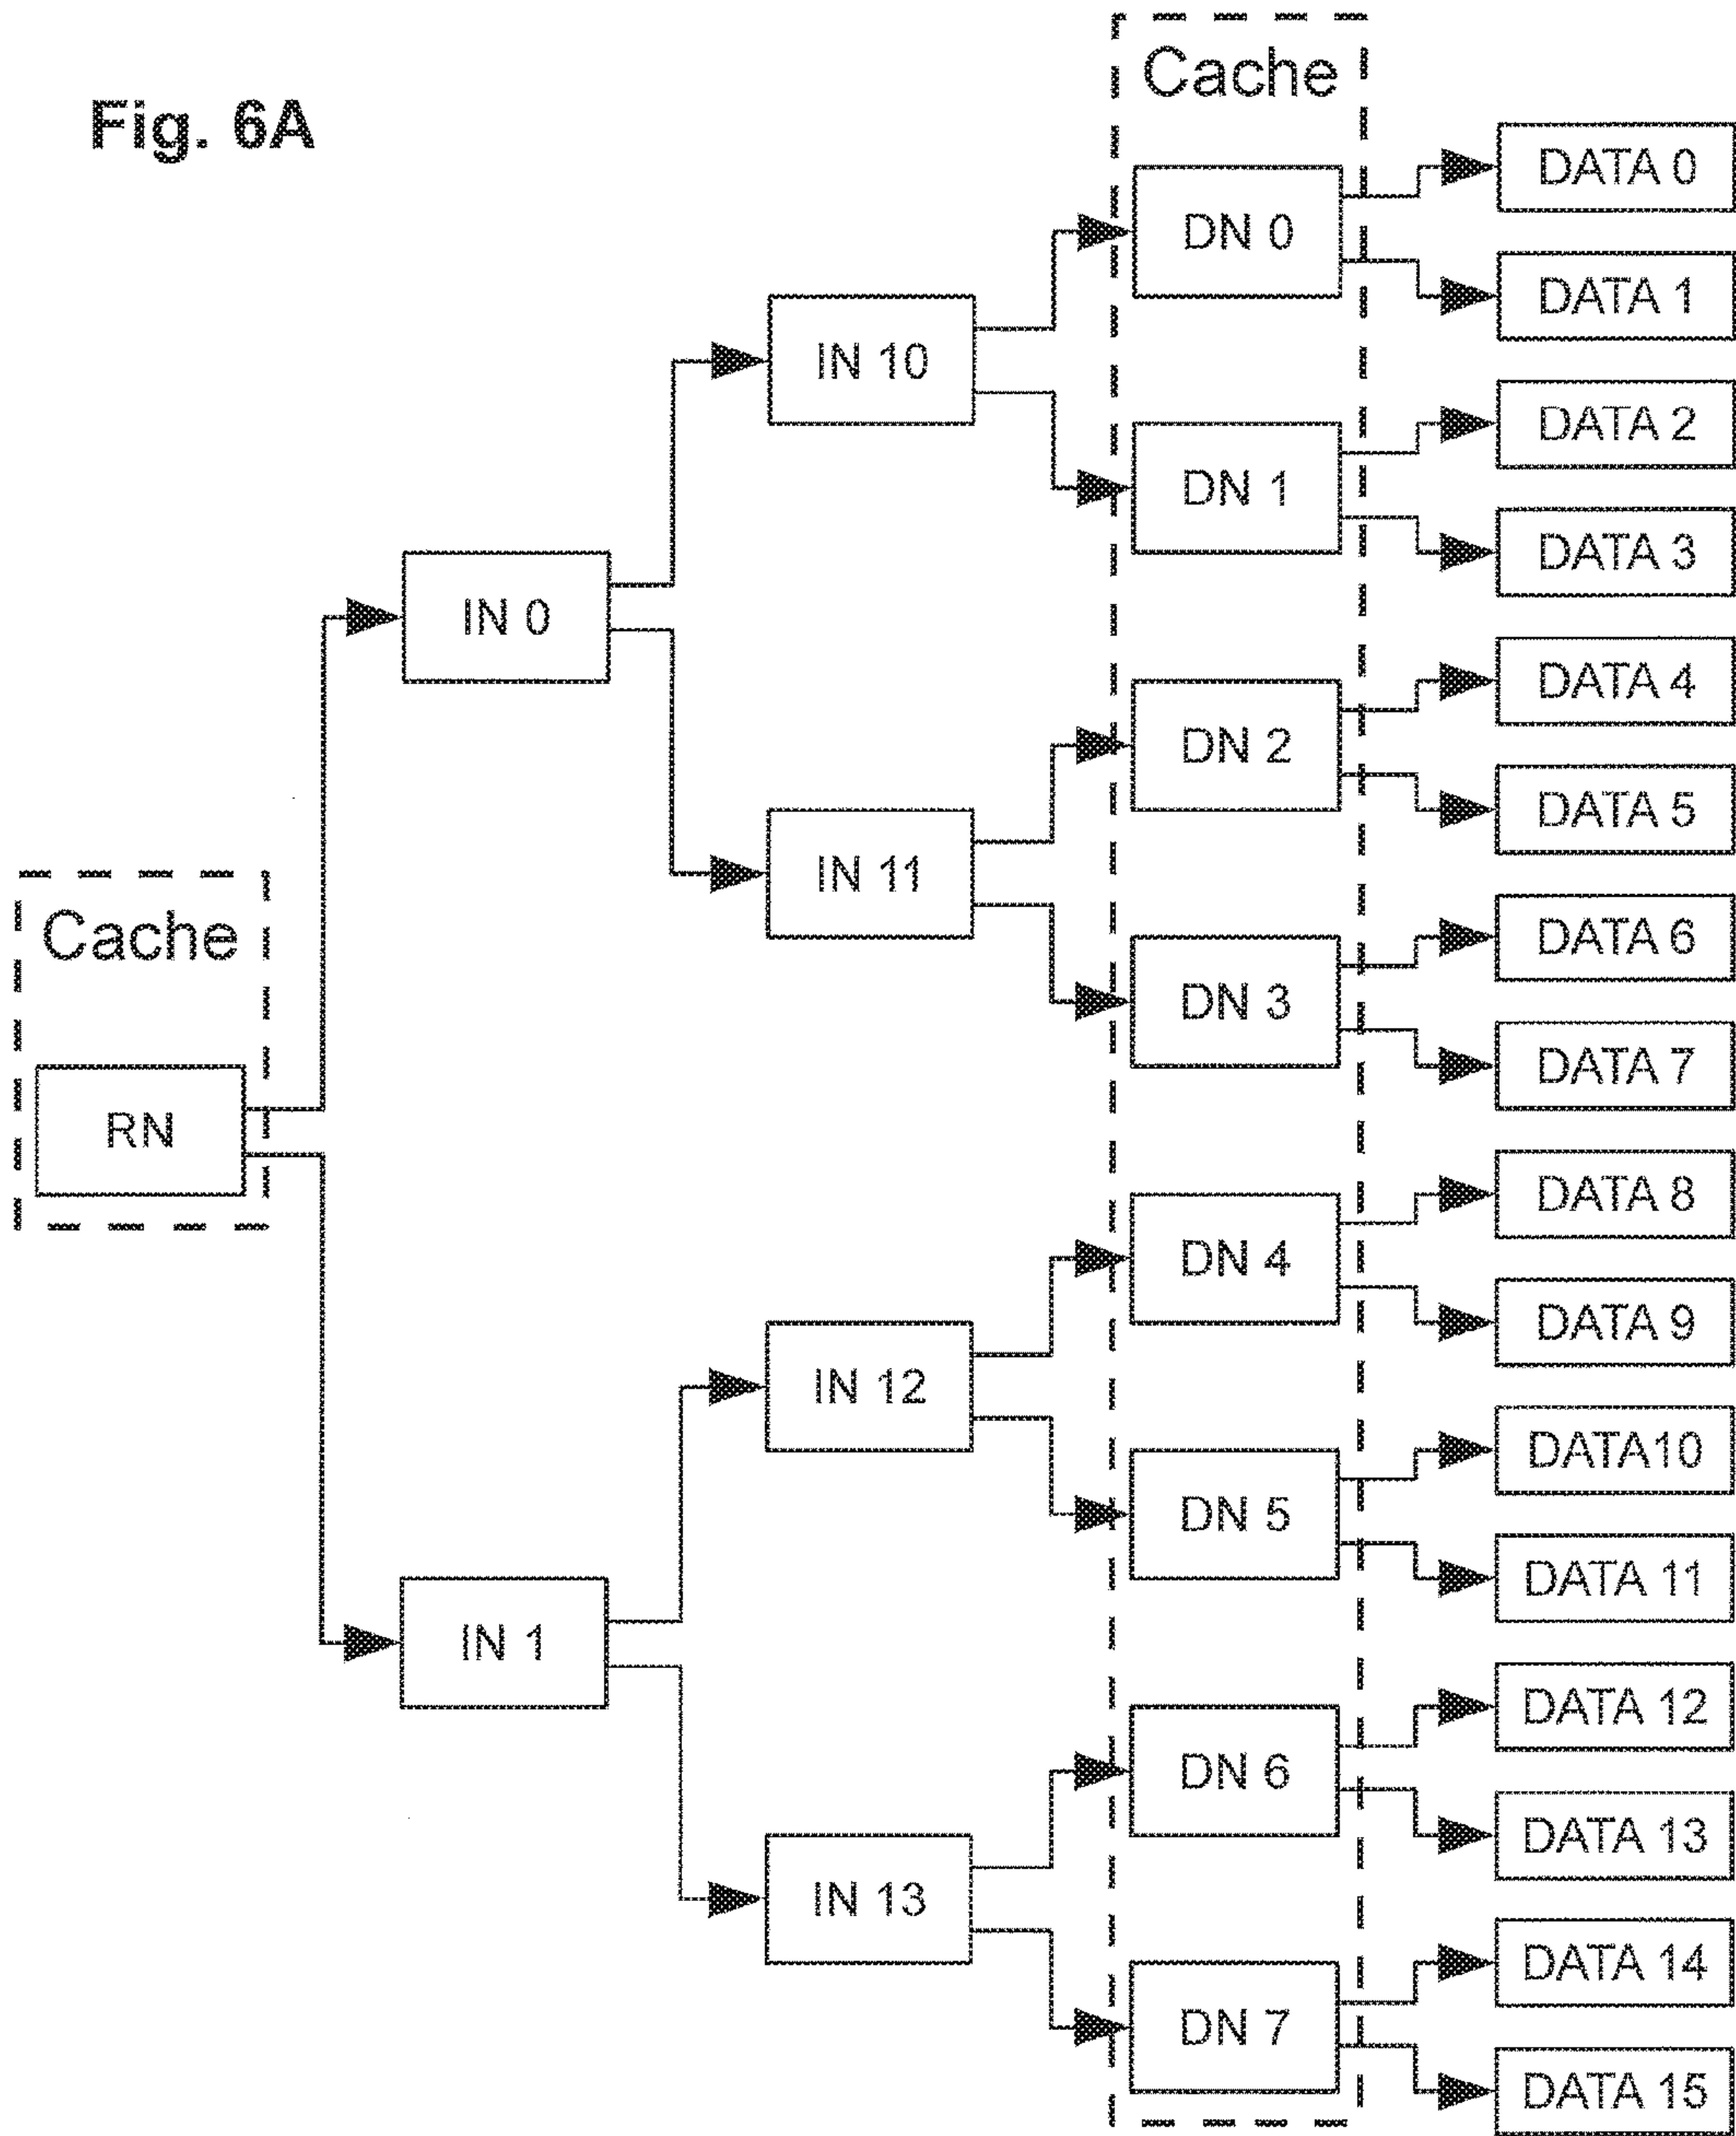 Fig. 6A
Cache
RN
Cache
IN 0
IN 1
IN 10
IN 11
IN 12
IN 13
DN 0
DN 1
DN 2
DN 3
DN 4
DN 5
DN 6
DN 7
DATA 0
DATA 1
DATA 2
DATA 3
DATA 4
DATA 5
DATA 6
DATA 7
DATA 8
DATA 9
DATA10
DATA 11
DATA 12
DATA 13
DATA 14
DATA 15